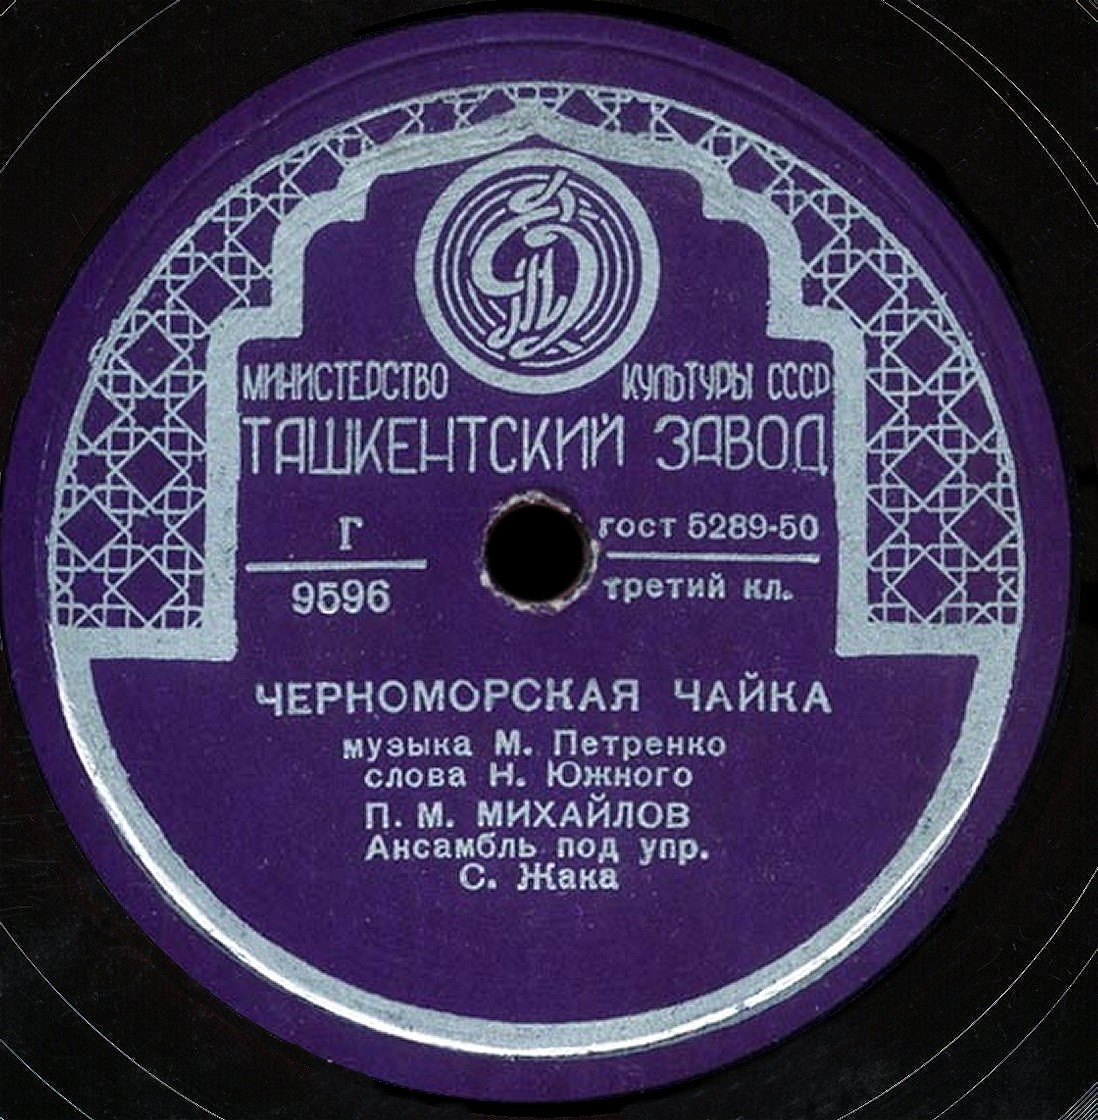 МИНИСТЕРСТВО КУЛЬТУРЫ СССР
ТАШКЕНТСКИЙ ЗАВОД
Г
9596
гост 5289-50
третий кл.
ЧЕРНОМОРСКАЯ ЧАЙКА
музыка М. Петренко
слова Н. Южного
П. М. МИХАЙЛОВ
Ансамбль под упр.
С. Жака